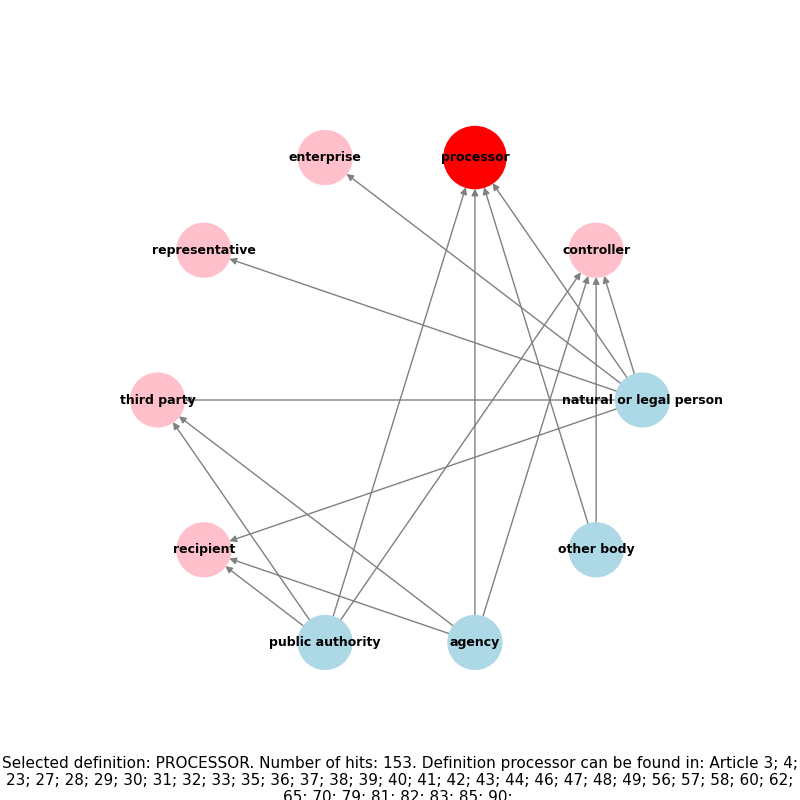 enterprise
processor
representative
controller
third party
natural or legal person
recipient
other body
public authority
agency
Selected definition: PROCESSOR. Number of hits: 153. Definition processor can be found in: Article 3; 4;
23; 27; 28; 29; 30; 31; 32; 33; 35; 36; 37; 38; 39; 40; 41; 42; 43; 44; 46; 47; 48; 49; 56; 57; 58; 60; 62;
65; 70; 79; 81; 82; 83; 85; 90;